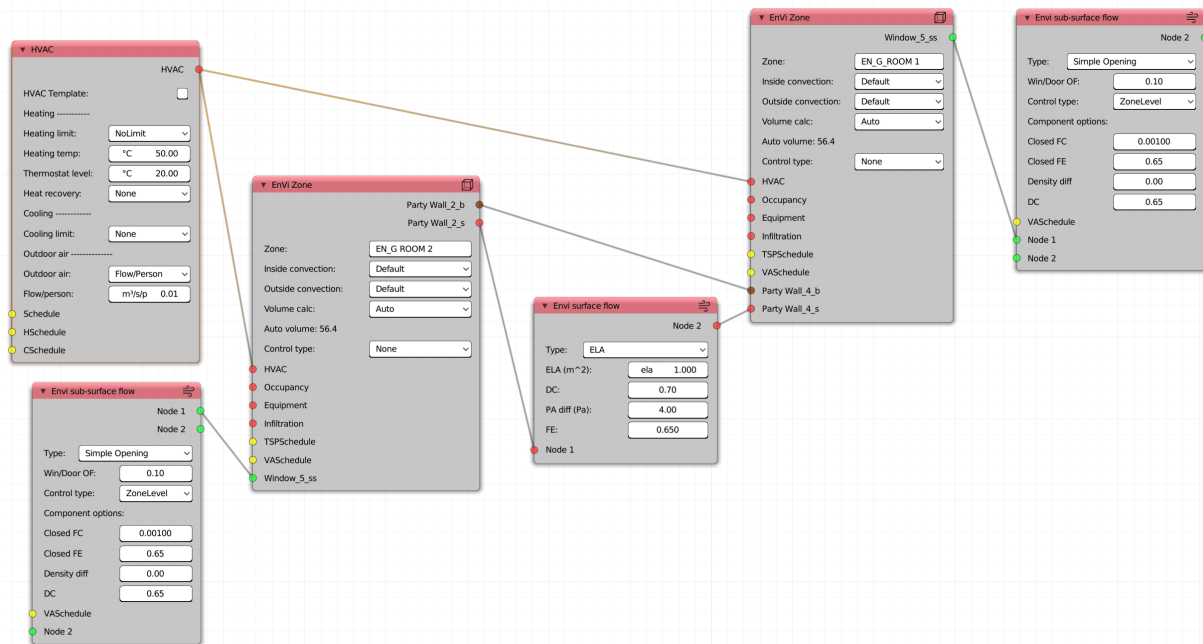 HVAC
HVAC
HVAC Template:
Heating -----------
Heating limit: NoLimit
Heating temp: °C 50.00
Thermostat level: °C 20.00
Heat recovery: None
Cooling ------------
Cooling limit: None
Outdoor air --------------
Outdoor air: Flow/Person
Flow/person: m³/s/p 0.01
Schedule
HSchedule
CSchedule
Envi sub-surface flow
Node 1
Node 2
Type: Simple Opening
Win/Door OF: 0.10
Control type: ZoneLevel
Component options:
Closed FC 0.00100
Closed FE 0.65
Density diff 0.00
DC 0.65
VASchedule
Node 2
EnVi Zone
Party Wall_2_b
Party Wall_2_s
Zone: EN_G ROOM 2
Inside convection: Default
Outside convection: Default
Volume calc: Auto
Auto volume: 56.4
Control type: None
HVAC
Occupancy
Equipment
Infiltration
TSPSchedule
VASchedule
Window_5_ss
Envi surface flow
Node 2
Type: ELA
ELA (m^2): ela 1.000
DC: 0.70
PA diff (Pa): 4.00
FE: 0.650
Node 1
EnVi Zone
Window_5_ss
Zone: EN_G_ROOM 1
Inside convection: Default
Outside convection: Default
Volume calc: Auto
Auto volume: 56.4
Control type: None
HVAC
Occupancy
Equipment
Infiltration
TSPSchedule
VASchedule
Party Wall_4_b
Party Wall_4_s
Envi sub-surface flow
Node 2
Type: Simple Opening
Win/Door OF: 0.10
Control type: ZoneLevel
Component options:
Closed FC 0.00100
Closed FE 0.65
Density diff 0.00
DC 0.65
VASchedule
Node 1
Node 2